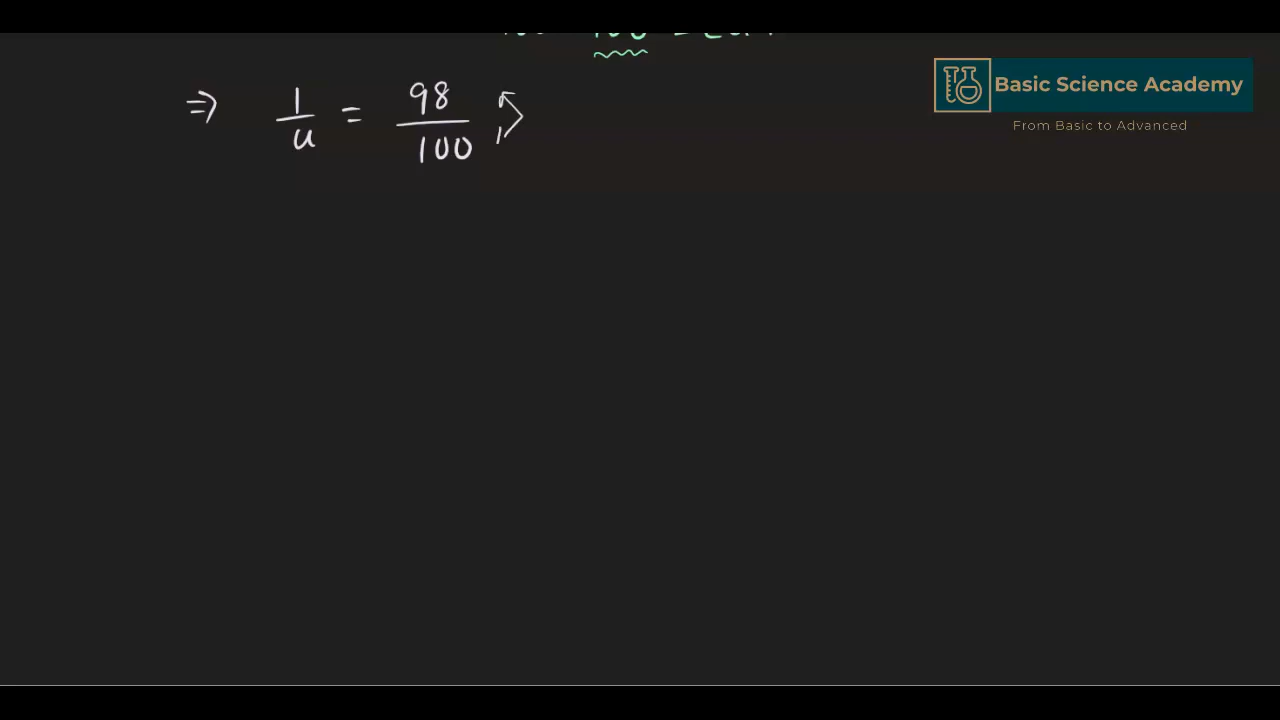 ⇒ 1/u = 98/100
Basic Science Academy
From Basic to Advanced